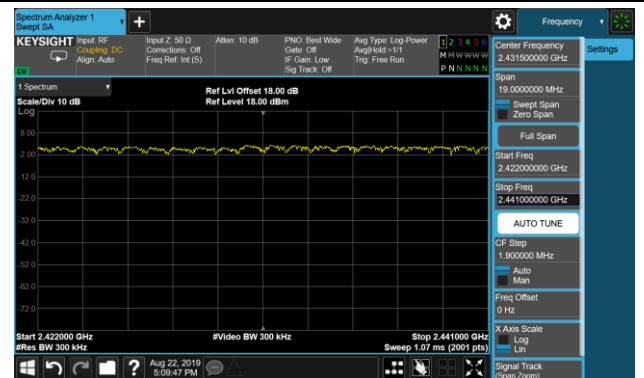 Spectrum Analyzer 1
Swept SA
+
Frequency
KEYSIGHT
Input: RF
Coupling: DC
Align: Auto
Input Z: 50 Ω
Corrections: Off
Freq Ref: Int (S)
Atten: 10 dB
PNO: Best Wide
Gate: Off
IF Gain: Low
Sig Track: Off
Avg Type: Log-Power
Avg|Hold:>1/1
Trig: Free Run
1 2 3 4 5 6
M M W W W W
P N N N N N
LXI
1 Spectrum
Scale/Div 10 dB
Log
Ref Lvl Offset 18.00 dB
Ref Level 18.00 dBm
8.00
-2.00
-12.0
-22.0
-32.0
-42.0
-52.0
-62.0
-72.0
Start 2.422000 GHz
#Res BW 300 kHz
#Video BW 300 kHz
Stop 2.441000 GHz
Sweep 1.07 ms (2001 pts)
Center Frequency
2.431500000 GHz
Settings
Span
19.0000000 MHz
Swept Span
Zero Span
Full Span
Start Freq
2.422000000 GHz
Stop Freq
2.441000000 GHz
AUTO TUNE
CF Step
1.900000 MHz
Auto
Man
Freq Offset
0 Hz
X Axis Scale
Log
Lin
Signal Track
(Span Zoom)
?
Aug 22, 2019
5:09:47 PM